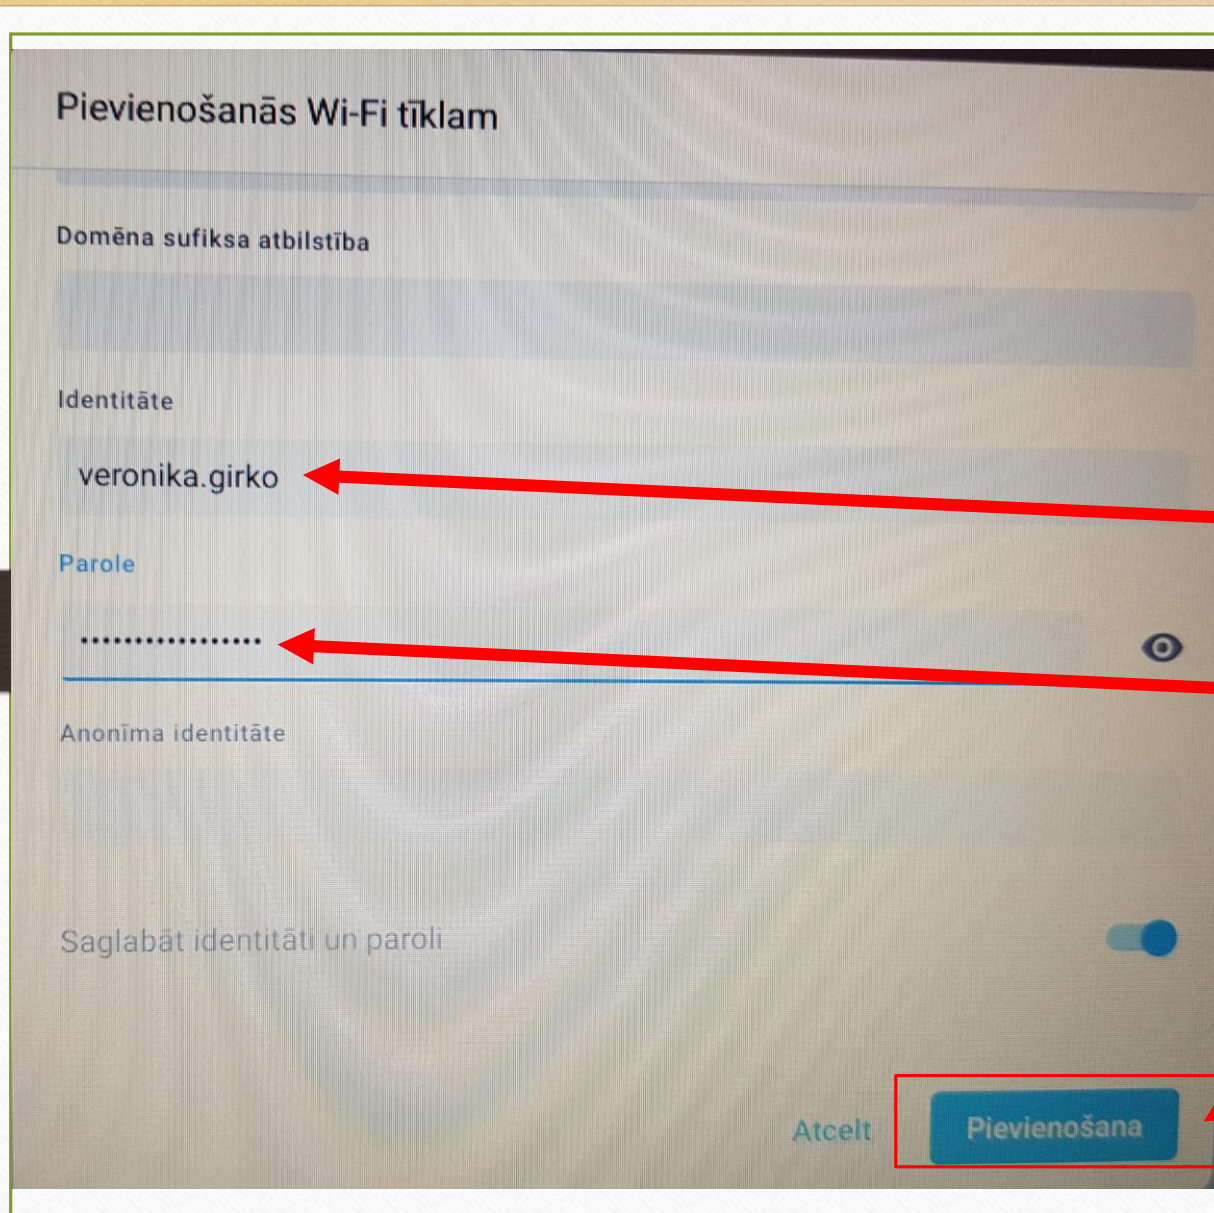 Pievienošanās Wi-Fi tīklam
Domēna sufiksa atbilstība
Identitāte
veronika.girko
Parole
•••••••••••••••••
Anonīma identitāte
Saglabāt identitāti un paroli
Atcelt
Pievienošana